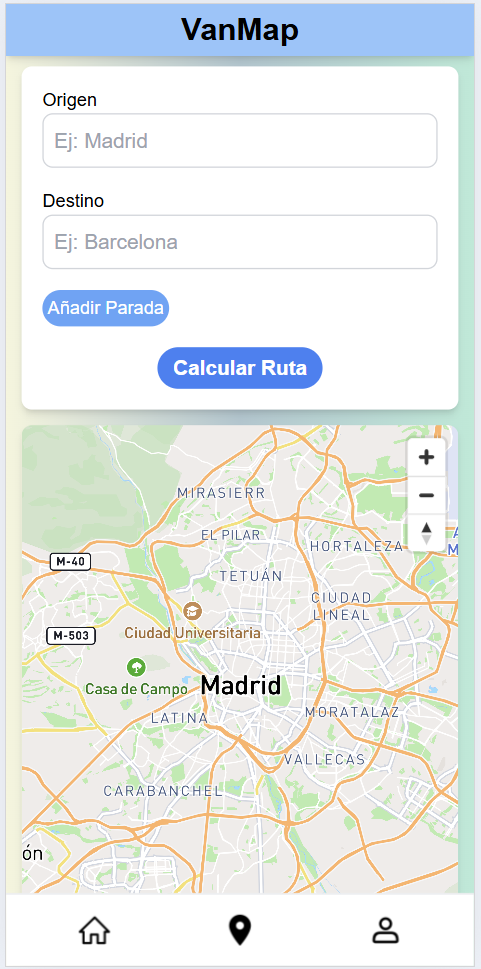 VanMap
Origen
Ej: Madrid
Destino
Ej: Barcelona
Añadir Parada
Calcular Ruta
MIRASIERR
EL PILAR
HORTALEZA
A
M
M-40
TETUÁN
CIUDAD
LINEAL
M-503
Ciudad Universitaria
Casa de Campo
Madrid
LATINA
MORATALAZ
VALLECAS
CARABANCHEL
ón